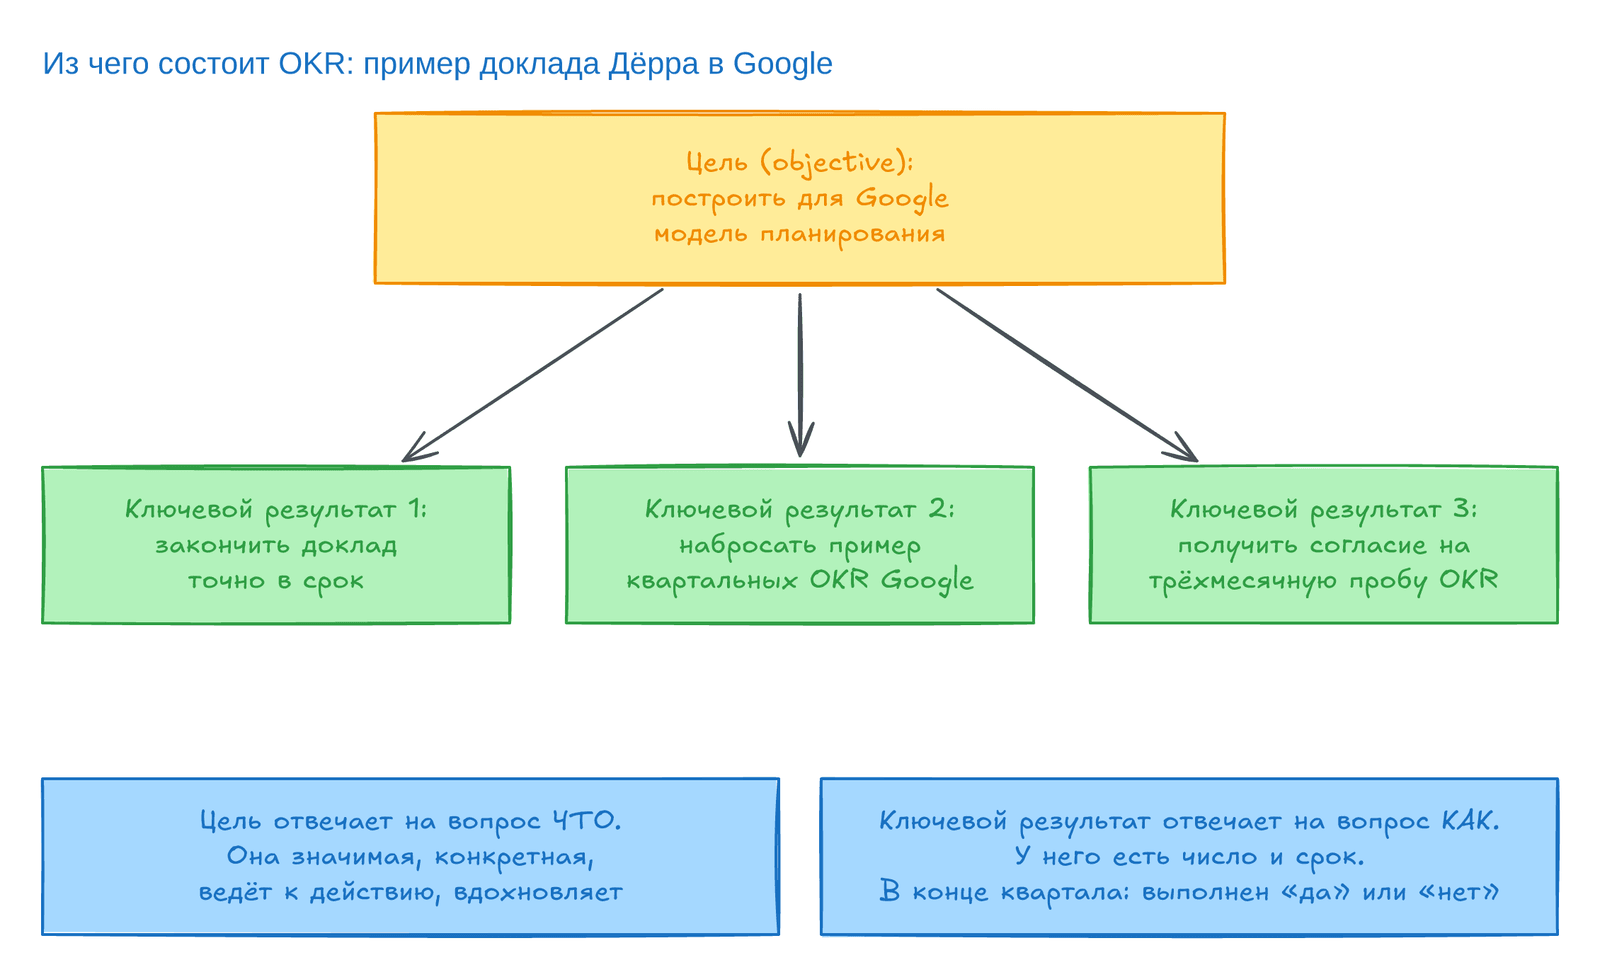 Из чего состоит OKR: пример доклада Дёрра в Google
Цель (objective):
построить для Google
модель планирования
Ключевой результат 1:
закончить доклад
точно в срок
Ключевой результат 2:
набросать пример
квартальных OKR Google
Ключевой результат 3:
получить согласие на
трёхмесячную пробу OKR
Цель отвечает на вопрос ЧТО.
Она значимая, конкретная,
ведёт к действию, вдохновляет
Ключевой результат отвечает на вопрос КАК.
У него есть число и срок.
В конце квартала: выполнен «да» или «нет»